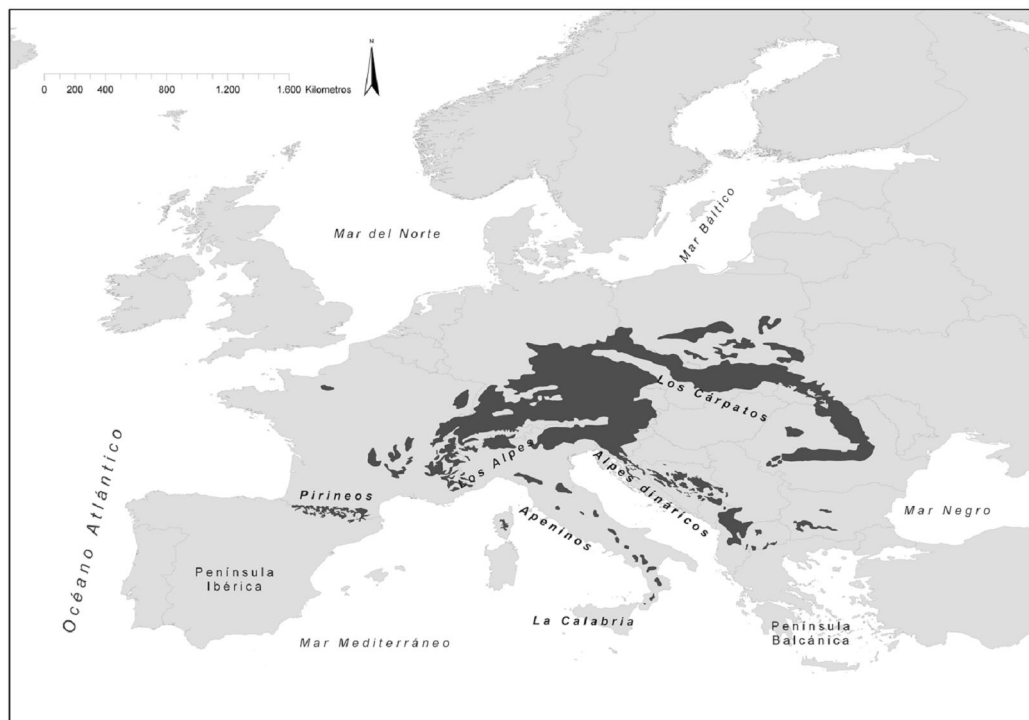 N
0 200 400 800 1.200 1.600 Kilometros
Mar del Norte
Mar Báltico
Los Cárpatos
Los Alpes
Alpes dináricos
Pirineos
Apeninos
Mar Negro
Océano Atlántico
Península
Ibérica
La Calabria
Península
Balcánica
Mar Mediterráneo